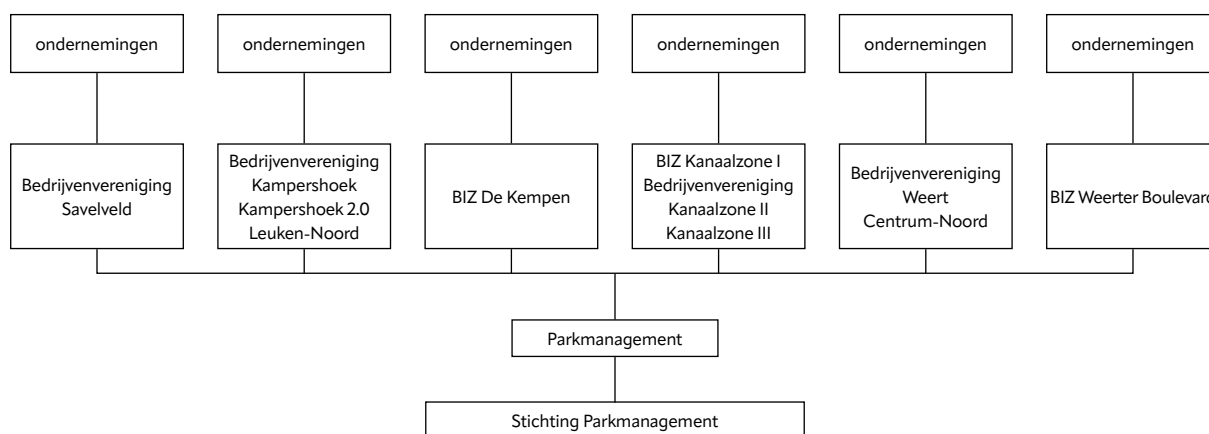 ondernemingen
ondernemingen
ondernemingen
ondernemingen
ondernemingen
ondernemingen
Bedrijvenvereniging
Savelveld
Bedrijvenvereniging
Kampershoek
Kampershoek 2.0
Leuken-Noord
BIZ De Kempen
BIZ Kanaalzone I
Bedrijvenvereniging
Kanaalzone II
Kanaalzone III
Bedrijvenvereniging
Weert
Centrum-Noord
BIZ Weerter Boulevard
Parkmanagement
Stichting Parkmanagement